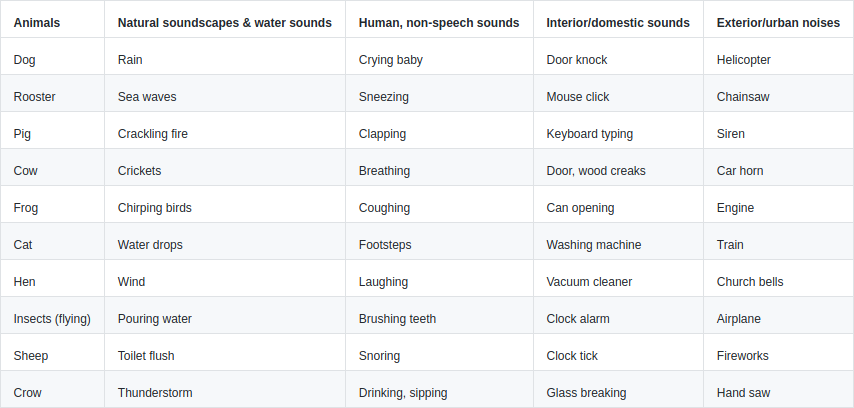 Animals Natural soundscapes & water sounds Human, non-speech sounds Interior/domestic sounds Exterior/urban noises
Dog Rain Crying baby Door knock Helicopter
Rooster Sea waves Sneezing Mouse click Chainsaw
Pig Crackling fire Clapping Keyboard typing Siren
Cow Crickets Breathing Door, wood creaks Car horn
Frog Chirping birds Coughing Can opening Engine
Cat Water drops Footsteps Washing machine Train
Hen Wind Laughing Vacuum cleaner Church bells
Insects (flying) Pouring water Brushing teeth Clock alarm Airplane
Sheep Toilet flush Snoring Clock tick Fireworks
Crow Thunderstorm Drinking, sipping Glass breaking Hand saw